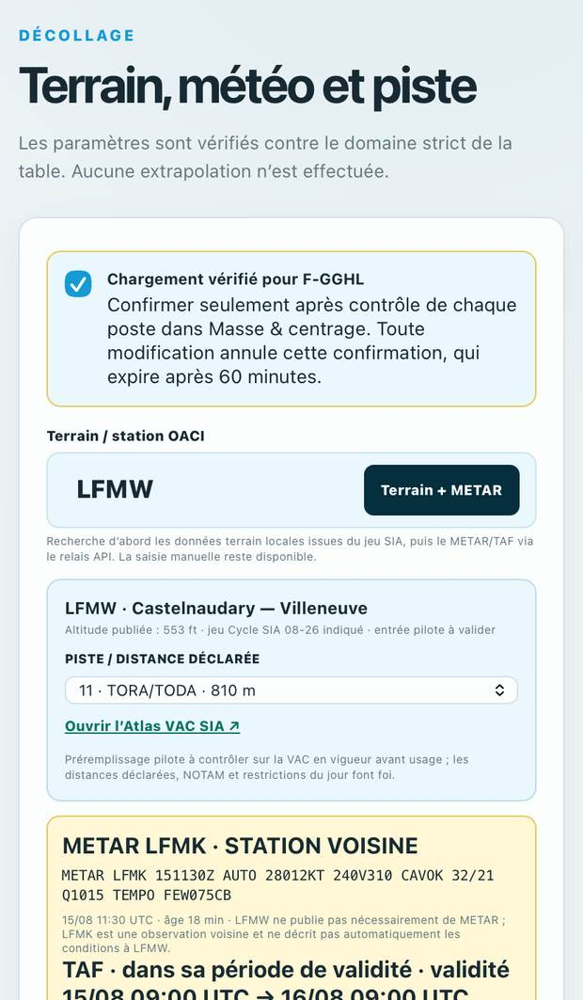 DÉCOLLAGE
Terrain, météo et piste
Les paramètres sont vérifiés contre le domaine strict de la
table. Aucune extrapolation n’est effectuée.
Chargement vérifié pour F-GGHL
Confirmer seulement après contrôle de chaque
poste dans Masse & centrage. Toute
modification annule cette confirmation, qui
expire après 60 minutes.
Terrain / station OACI
LFMW
Terrain + METAR
Recherche d’abord les données terrain locales issues du jeu SIA, puis le METAR/TAF via
le relais API. La saisie manuelle reste disponible.
LFMW · Castelnaudary — Villeneuve
Altitude publiée : 553 ft · jeu Cycle SIA 08-26 indiqué · entrée pilote à valider
PISTE / DISTANCE DÉCLARÉE
11 · TORA/TODA · 810 m
Ouvrir l’Atlas VAC SIA ↗
Préremplissage pilote à contrôler sur la VAC en vigueur avant usage ; les
distances déclarées, NOTAM et restrictions du jour font foi.
METAR LFMK · STATION VOISINE
METAR LFMK 151130Z AUTO 28012KT 240V310 CAVOK 32/21
Q1015 TEMPO FEW075CB
15/08 11:30 UTC · âge 18 min · LFMW ne publie pas nécessairement de METAR ;
LFMK est une observation voisine et ne décrit pas automatiquement les
conditions à LFMW.
TAF · dans sa période de validité · validité
15/08 09:00 UTC → 16/08 09:00 UTC